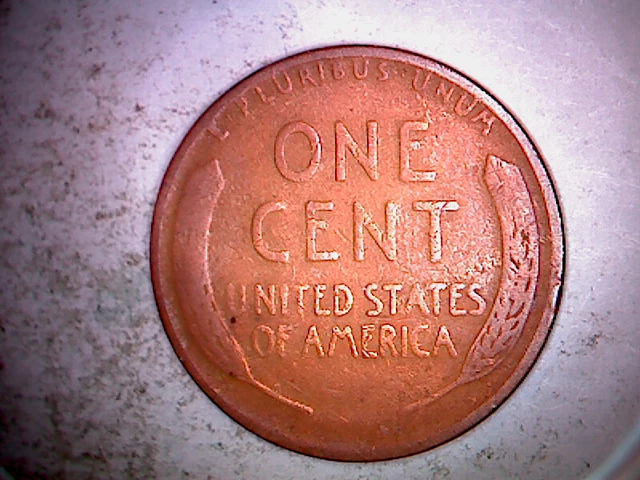 E PLURIBUS·UNUM
ONE
CENT
UNITED STATES
OF AMERICA